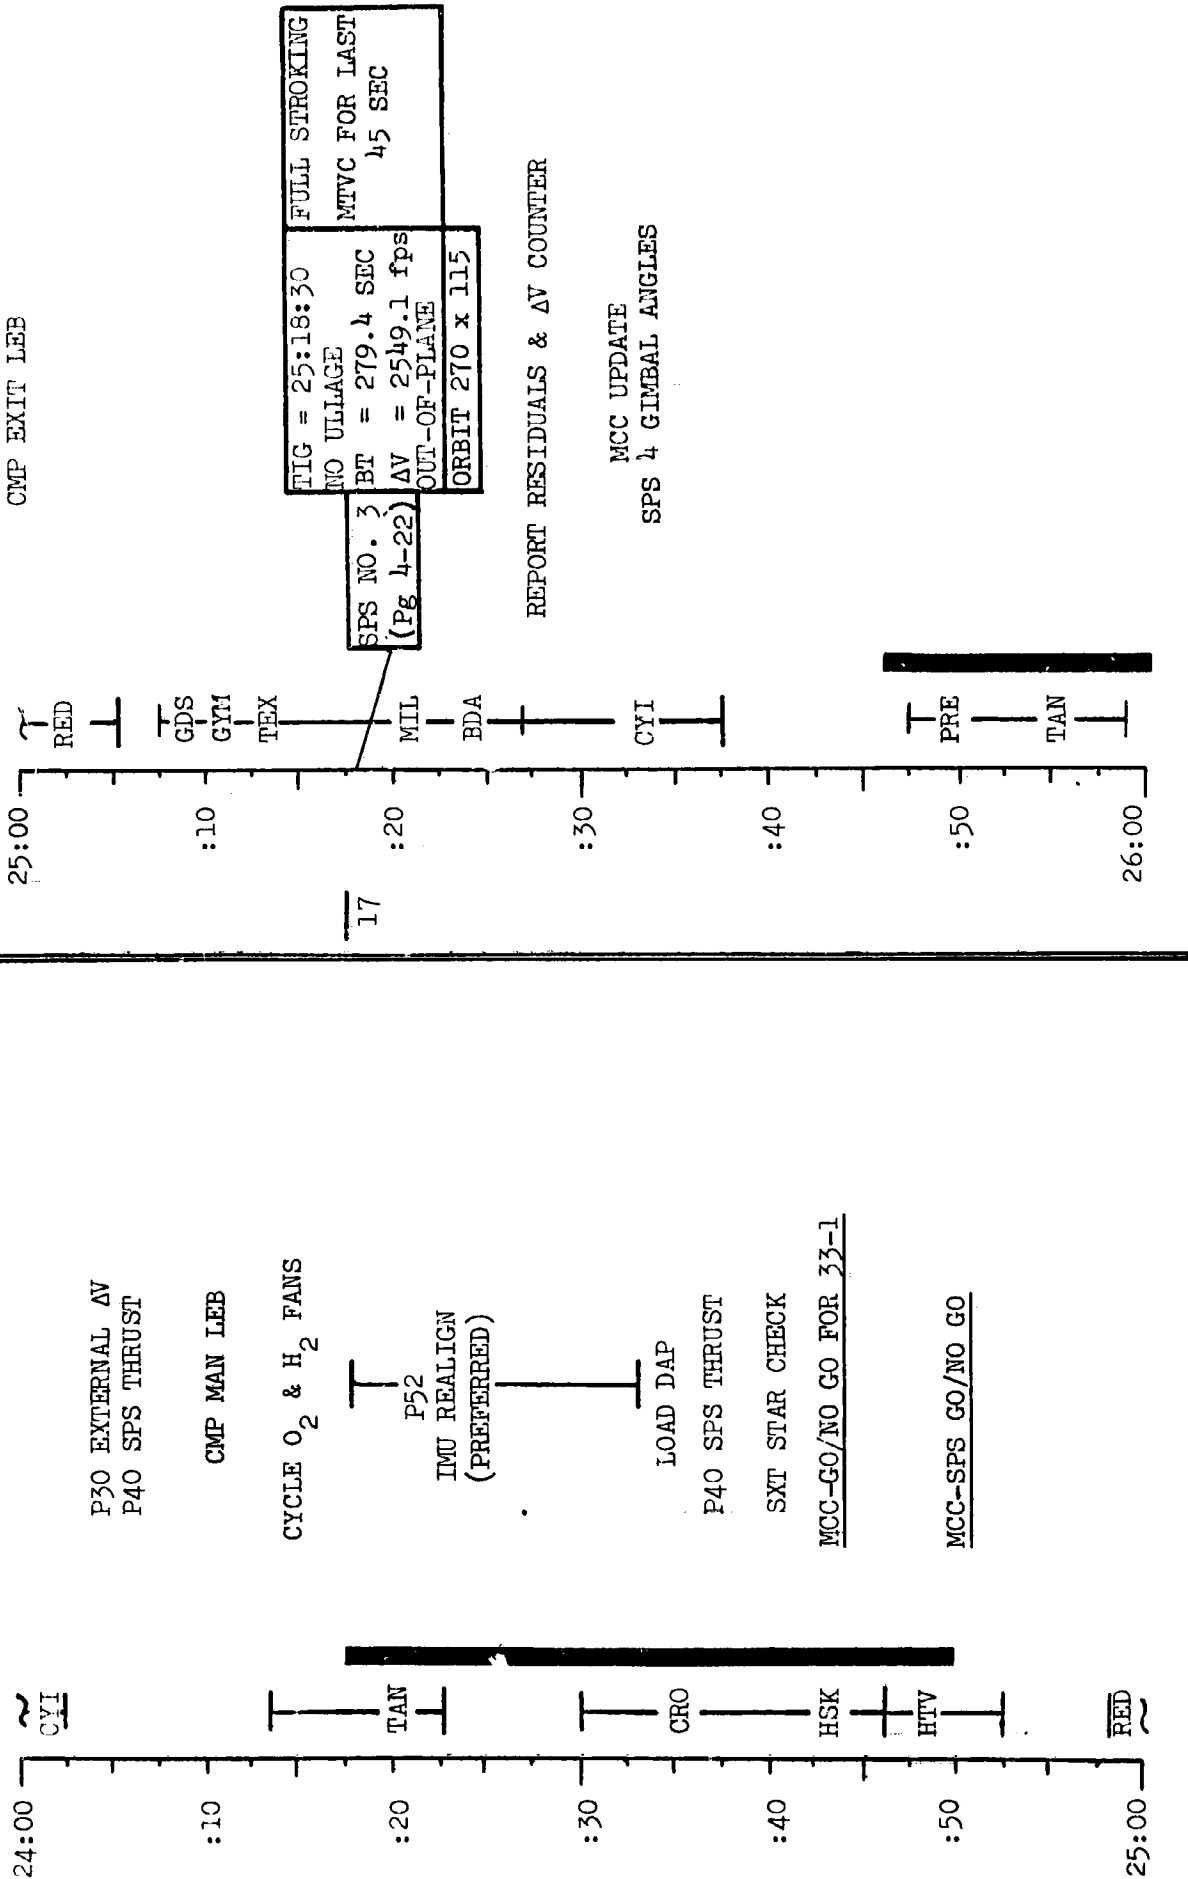 24:00
:10
:20
:30
:40
:50
25:00
CYI
TAN
CRO
HSK
HTV
RED
P30 EXTERNAL ΔV
P40 SPS THRUST
CMP MAN LEB
CYCLE O2 & H2 FANS
P52
IMU REALIGN
(PREFERRED)
LOAD DAP
P40 SPS THRUST
SXT STAR CHECK
MCC-GO/NO GO FOR 33-1
MCC-SPS GO/NO GO
25:00
:10
:20
:30
:40
:50
26:00
17
RED
GDS
GYM
TEX
MIL
BDA
CYI
PRE
TAN
CMP EXIT LEB
SPS NO. 3
(Pg 4-22)
TIG = 25:18:30
NO ULLAGE
BT = 279.4 SEC
ΔV = 2549.1 fps
OUT-OF-PLANE
ORBIT 270 x 115
FULL STROKING
MTVC FOR LAST
45 SEC
REPORT RESIDUALS & ΔV COUNTER
MCC UPDATE
SPS 4 GIMBAL ANGLES